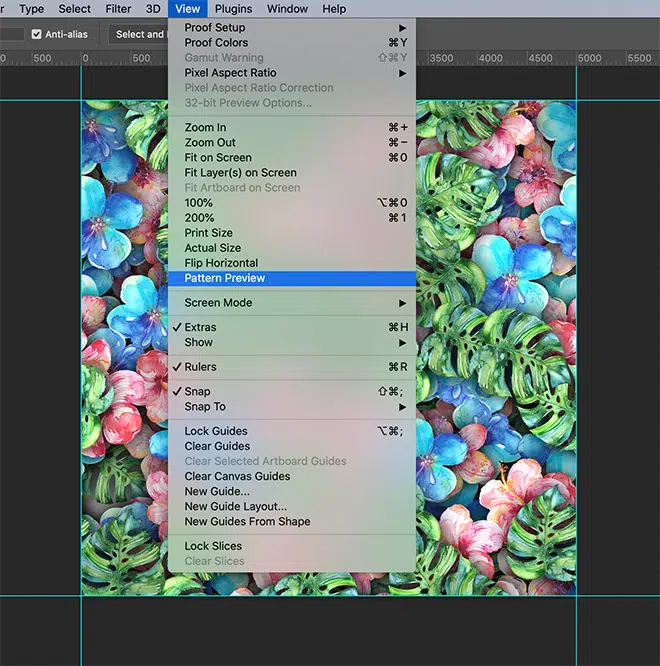 r Type Select Filter 3D View Plugins Window Help
Anti-alias Select and
0 500 500 3500 4000 4500 5000 5500
Proof Setup ▶
Proof Colors ⌘Y
Gamut Warning ⇧⌘Y
Pixel Aspect Ratio ▶
Pixel Aspect Ratio Correction
32-bit Preview Options...
Zoom In ⌘+
Zoom Out ⌘−
Fit on Screen ⌘0
Fit Layer(s) on Screen
Fit Artboard on Screen
100% ⌥⌘0
200% ⌘1
Print Size
Actual Size
Flip Horizontal
Pattern Preview
Screen Mode ▶
✓ Extras ⌘H
Show ▶
✓ Rulers ⌘R
✓ Snap ⇧⌘;
Snap To ▶
Lock Guides ⌥⌘;
Clear Guides
Clear Selected Artboard Guides
Clear Canvas Guides
New Guide...
New Guide Layout...
New Guides From Shape
Lock Slices
Clear Slices